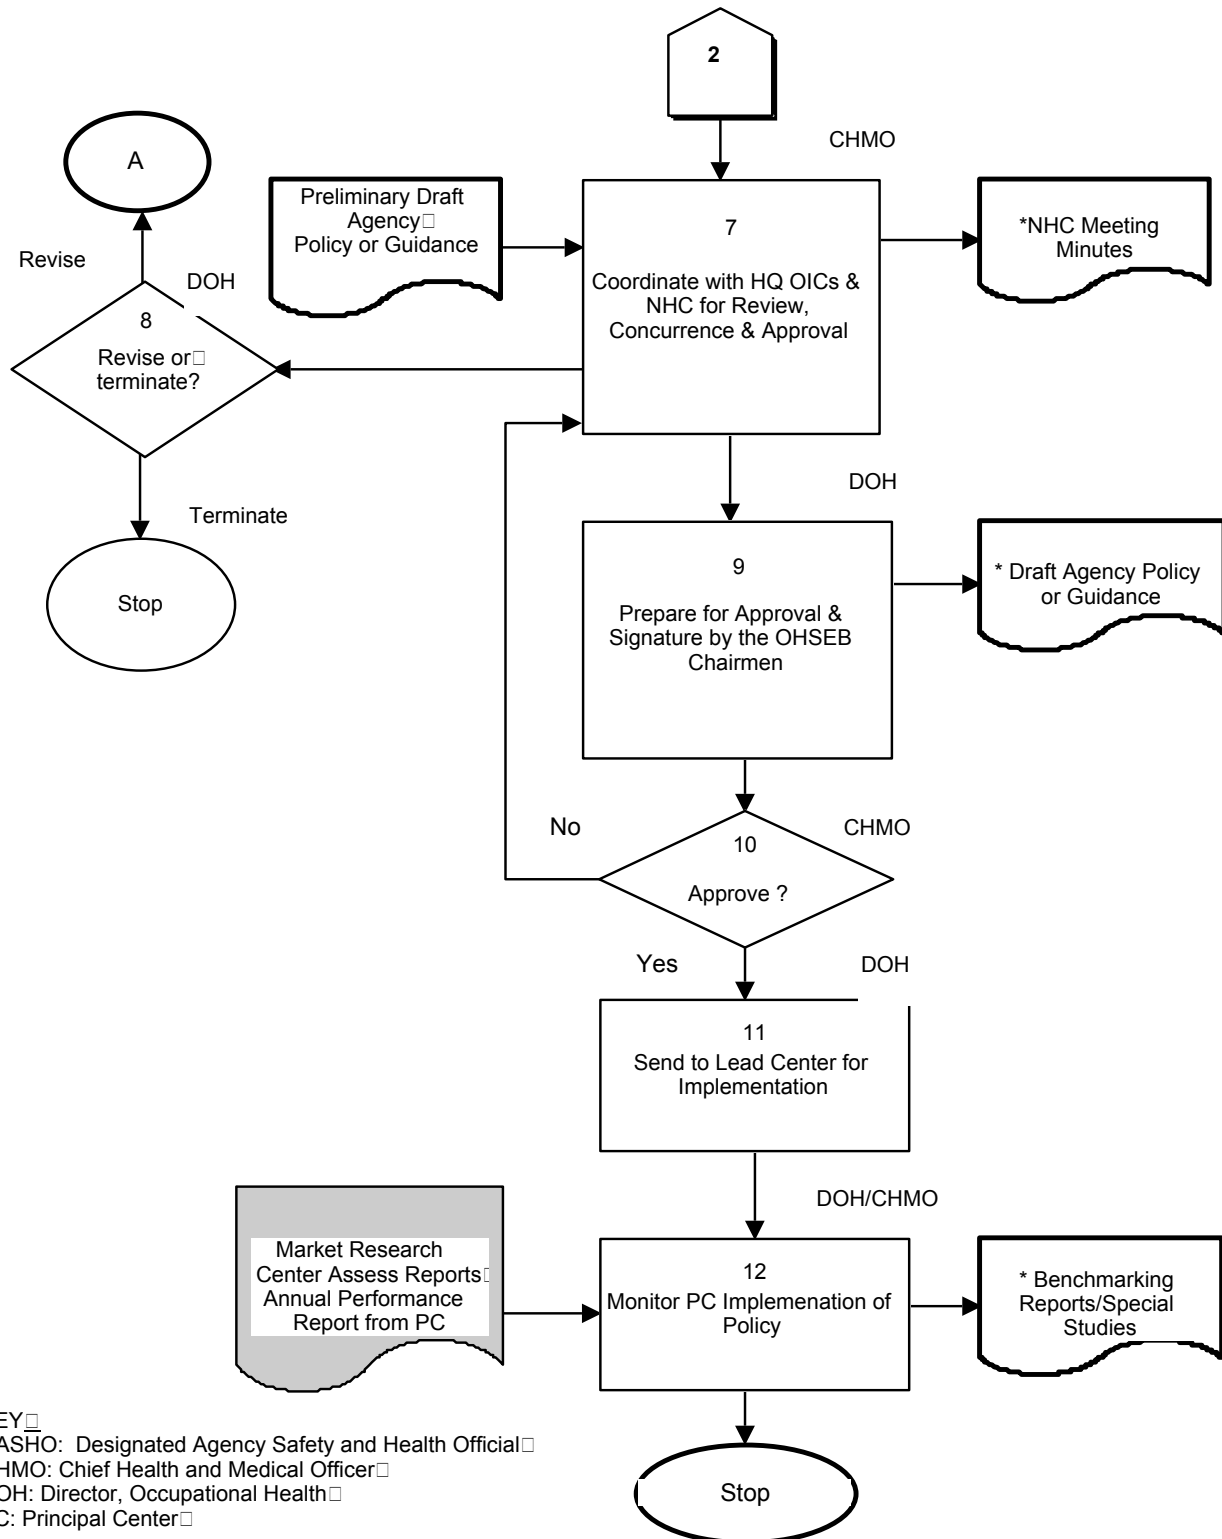 2
CHMO
A
Preliminary Draft
Agency
Policy or Guidance
7
Coordinate with HQ OICs &
NHC for Review,
Concurrence & Approval
*NHC Meeting
Minutes
Revise
DOH
8
Revise or
terminate?
Terminate
Stop
DOH
9
Prepare for Approval &
Signature by the OHSEB
Chairmen
* Draft Agency Policy
or Guidance
No
CHMO
10
Approve ?
Yes
DOH
11
Send to Lead Center for
Implementation
DOH/CHMO
Market Research
Center Assess Reports
Annual Performance
Report from PC
12
Monitor PC Implemenation of
Policy
* Benchmarking
Reports/Special
Studies
Stop
EY
ASHO: Designated Agency Safety and Health Official
HMO: Chief Health and Medical Officer
OH: Director, Occupational Health
C: Principal Center